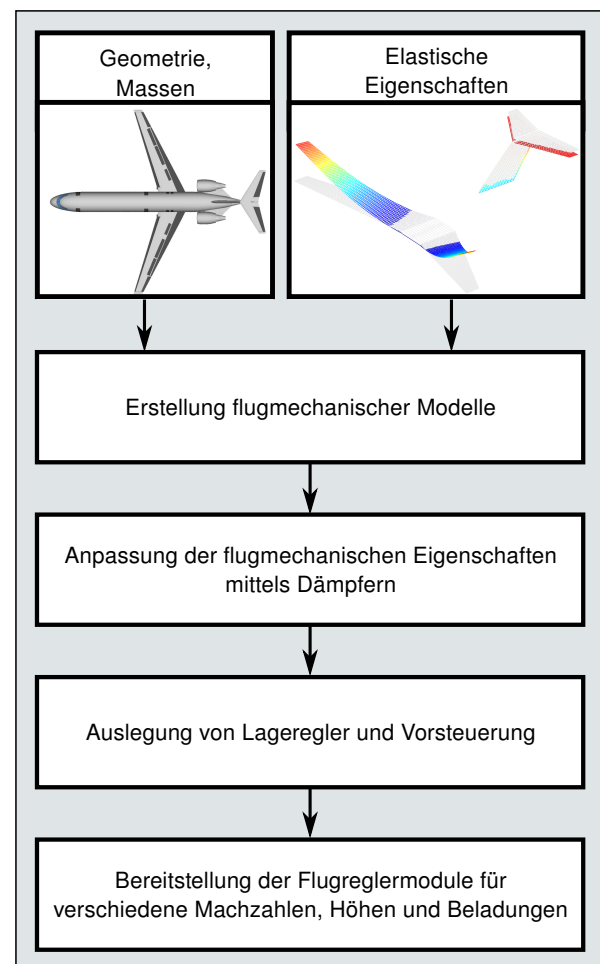 Geometrie,
Massen
Elastische
Eigenschaften
Erstellung flugmechanischer Modelle
Anpassung der flugmechanischen Eigenschaften
mittels Dämpfern
Auslegung von Lageregler und Vorsteuerung
Bereitstellung der Flugreglermodule für
verschiedene Machzahlen, Höhen und Beladungen